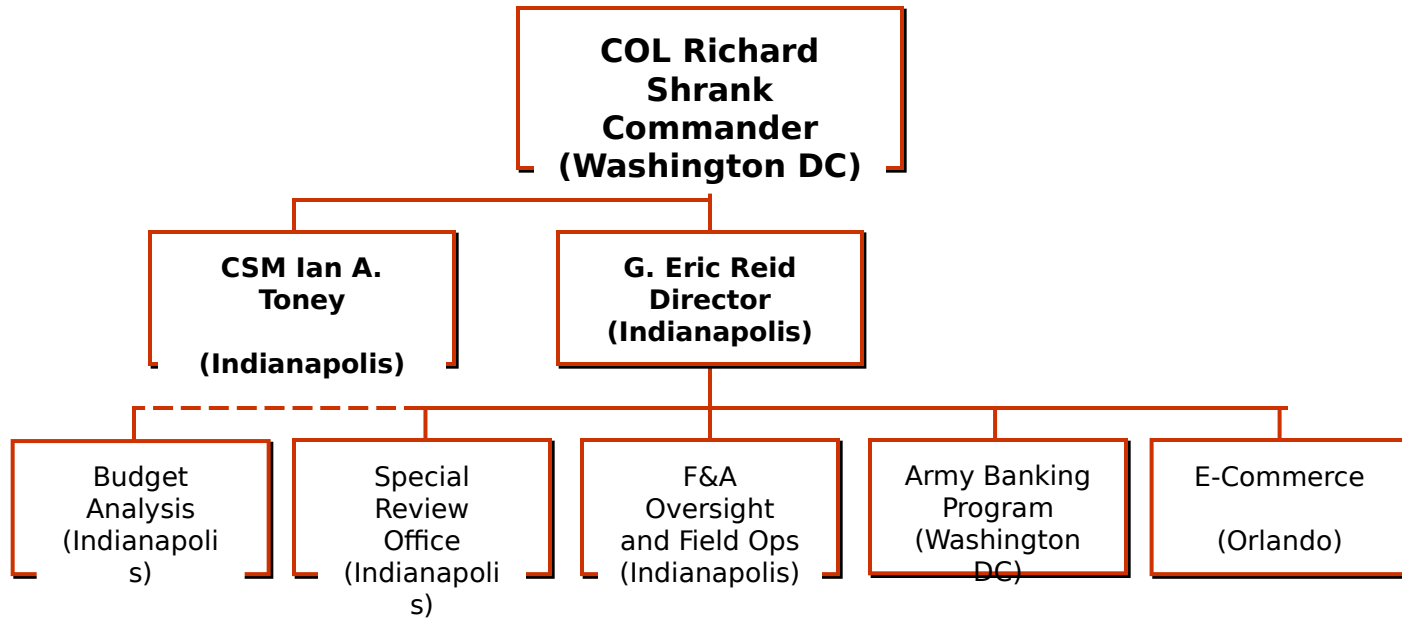 COL Richard
Shrank
Commander
(Washington DC)
CSM Ian A.
Toney
(Indianapolis)
G. Eric Reid
Director
(Indianapolis)
Budget
Analysis
(Indianapoli
s)
Special
Review
Office
(Indianapoli
s)
F&A
Oversight
and Field Ops
(Indianapolis)
Army Banking
Program
(Washington
DC)
E-Commerce
(Orlando)